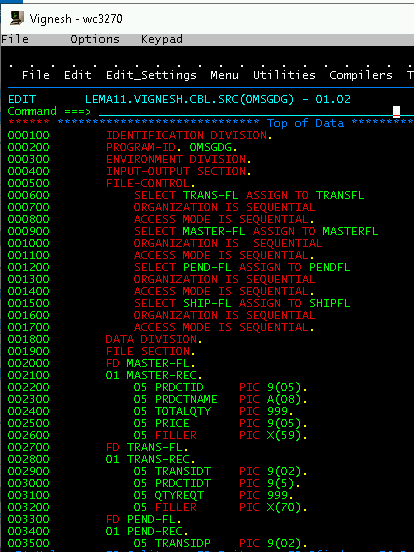 Vignesh - wc3270
File Options Keypad
. . . . . . . . . . . . . . . . . . . .
File Edit Edit_Settings Menu Utilities Compilers T
EDIT LEMA11.VIGNESH.CBL.SRC(OMSGDG) - 01.02
Command ===>
****** ***************************** Top of Data **********
000100 IDENTIFICATION DIVISION.
000200 PROGRAM-ID. OMSGDG.
000300 ENVIRONMENT DIVISION.
000400 INPUT-OUTPUT SECTION.
000500 FILE-CONTROL.
000600 SELECT TRANS-FL ASSIGN TO TRANSFL
000700 ORGANIZATION IS SEQUENTIAL
000800 ACCESS MODE IS SEQUENTIAL.
000900 SELECT MASTER-FL ASSIGN TO MASTERFL
001000 ORGANIZATION IS SEQUENTIAL
001100 ACCESS MODE IS SEQUENTIAL.
001200 SELECT PEND-FL ASSIGN TO PENDFL
001300 ORGANIZATION IS SEQUENTIAL
001400 ACCESS MODE IS SEQUENTIAL.
001500 SELECT SHIP-FL ASSIGN TO SHIPFL
001600 ORGANIZATION IS SEQUENTIAL
001700 ACCESS MODE IS SEQUENTIAL.
001800 DATA DIVISION.
001900 FILE SECTION.
002000 FD MASTER-FL.
002100 01 MASTER-REC.
002200 05 PRDCTID PIC 9(05).
002300 05 PRDCTNAME PIC A(08).
002400 05 TOTALQTY PIC 999.
002500 05 PRICE PIC 9(05).
002600 05 FILLER PIC X(59).
002700 FD TRANS-FL.
002800 01 TRANS-REC.
002900 05 TRANSIDT PIC 9(02).
003000 05 PRDCTIDT PIC 9(5).
003100 05 QTYREQT PIC 999.
003200 05 FILLER PIC X(70).
003300 FD PEND-FL.
003400 01 PEND-REC.
003500 05 TRANSIDP PIC 9(02).